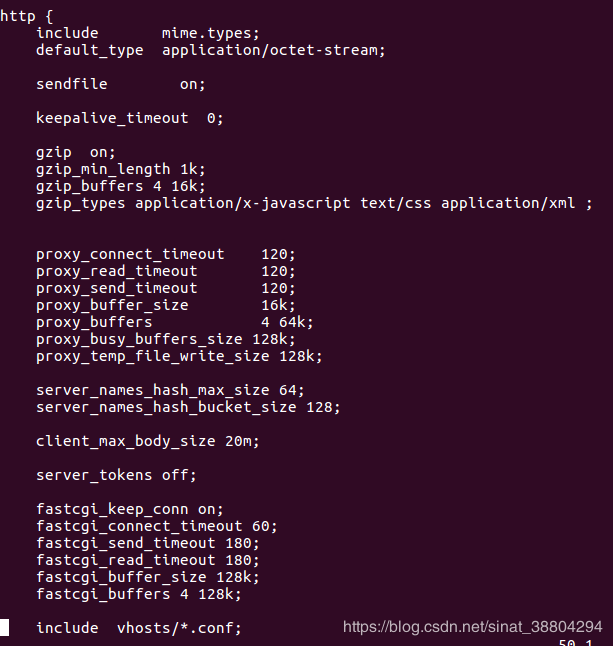 http {
    include       mime.types;
    default_type  application/octet-stream;
    sendfile        on;
    keepalive_timeout  0;
    gzip  on;
    gzip_min_length 1k;
    gzip_buffers 4 16k;
    gzip_types application/x-javascript text/css application/xml ;
    proxy_connect_timeout    120;
    proxy_read_timeout       120;
    proxy_send_timeout       120;
    proxy_buffer_size        16k;
    proxy_buffers            4 64k;
    proxy_busy_buffers_size 128k;
    proxy_temp_file_write_size 128k;
    server_names_hash_max_size 64;
    server_names_hash_bucket_size 128;
    client_max_body_size 20m;
    server_tokens off;
    fastcgi_keep_conn on;
    fastcgi_connect_timeout 60;
    fastcgi_send_timeout 180;
    fastcgi_read_timeout 180;
    fastcgi_buffer_size 128k;
    fastcgi_buffers 4 128k;
    include  vhosts/*.conf;
https://blog.csdn.net/sinat_38804294